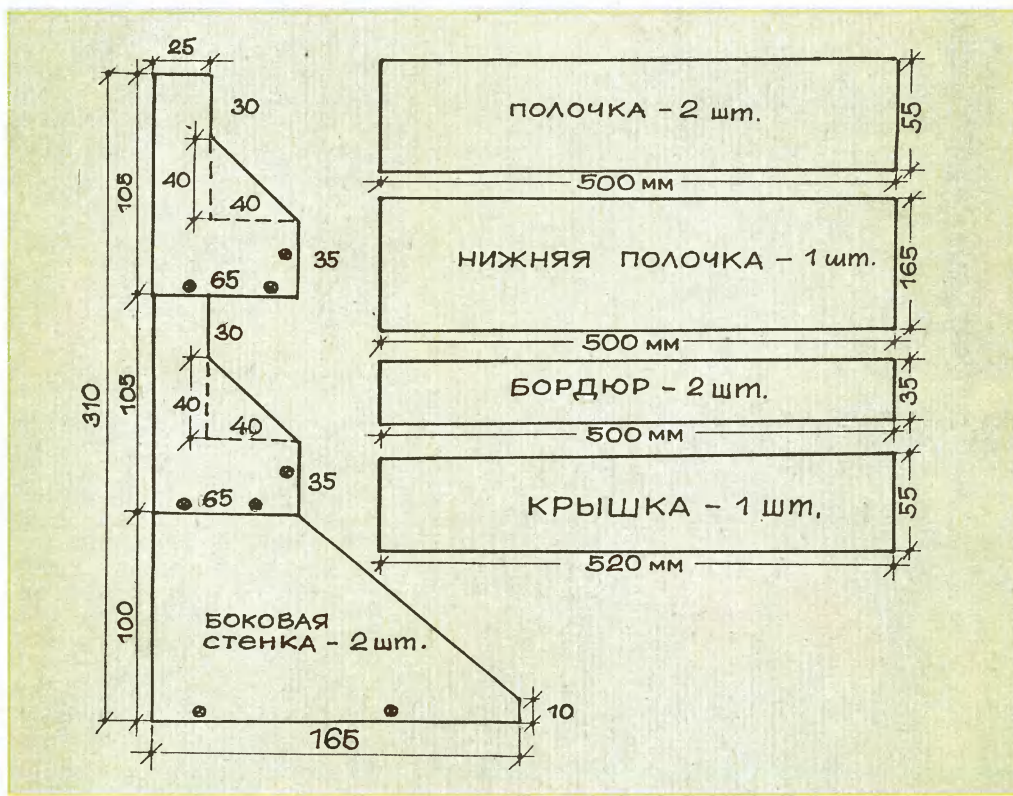 25
30
105
40
40
35
65
310
30
105
40
40
35
65
100
БОКОВАЯ
СТЕНКА - 2 шт.
10
165
ПОЛОЧКА - 2 шт.
55
500 мм
НИЖНЯЯ ПОЛОЧКА - 1 шт.
165
500 мм
БОРДЮР - 2 шт.
35
500 мм
КРЫШКА - 1 шт.
55
520 мм